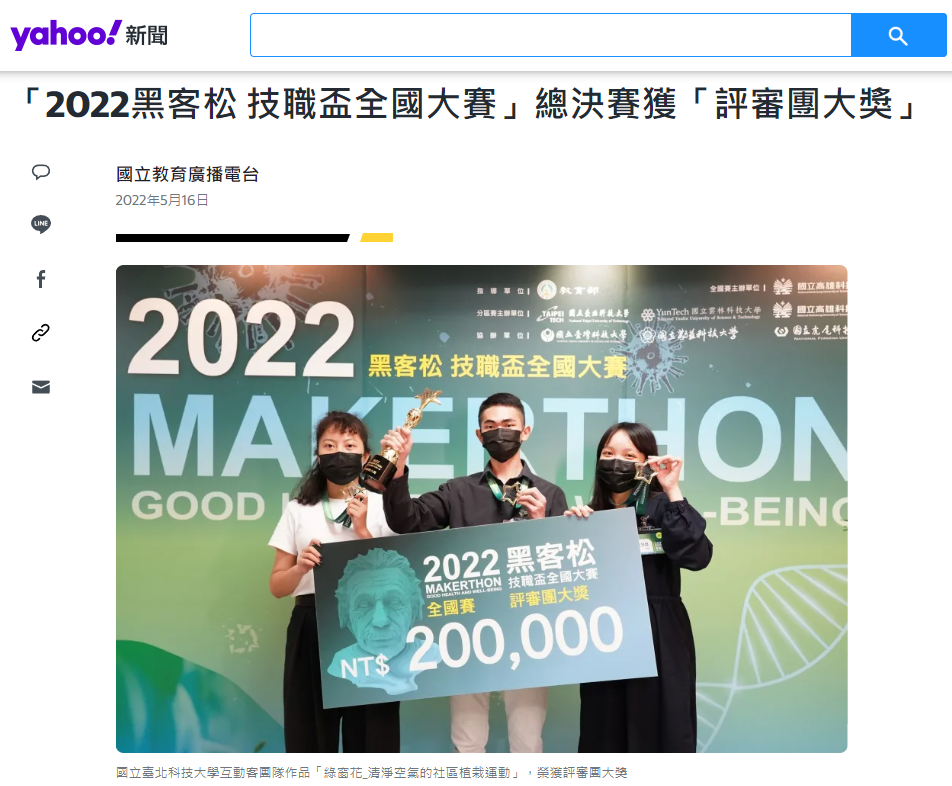 yahoo!新聞
「2022黑客松 技職盃全國大賽」總決賽獲「評審團大獎」
國立教育廣播電台
2022年5月16日
LINE
指導單位| 教育部
全國賽主辦單位| 國立高雄科
分區賽主辦單位| TAIPEI TECH 國立臺北科技大學
YunTech 國立雲林科技大學
國立高雄科
協辦單位| 國立臺灣科技大學
國立勤益科技大學
國立虎尾科
2022
黑客松 技職盃全國大賽
MAKERTHON
GOOD H
-BEING
2022 黑客松
MAKERTHON 技職盃全國大賽
GOOD HEALTH AND WELL-BEING
全國賽 評審團大獎
NT$ 200,000
國立臺北科技大學互動客團隊作品「綠窗花_清淨空氣的社區植栽運動」，榮獲評審團大獎